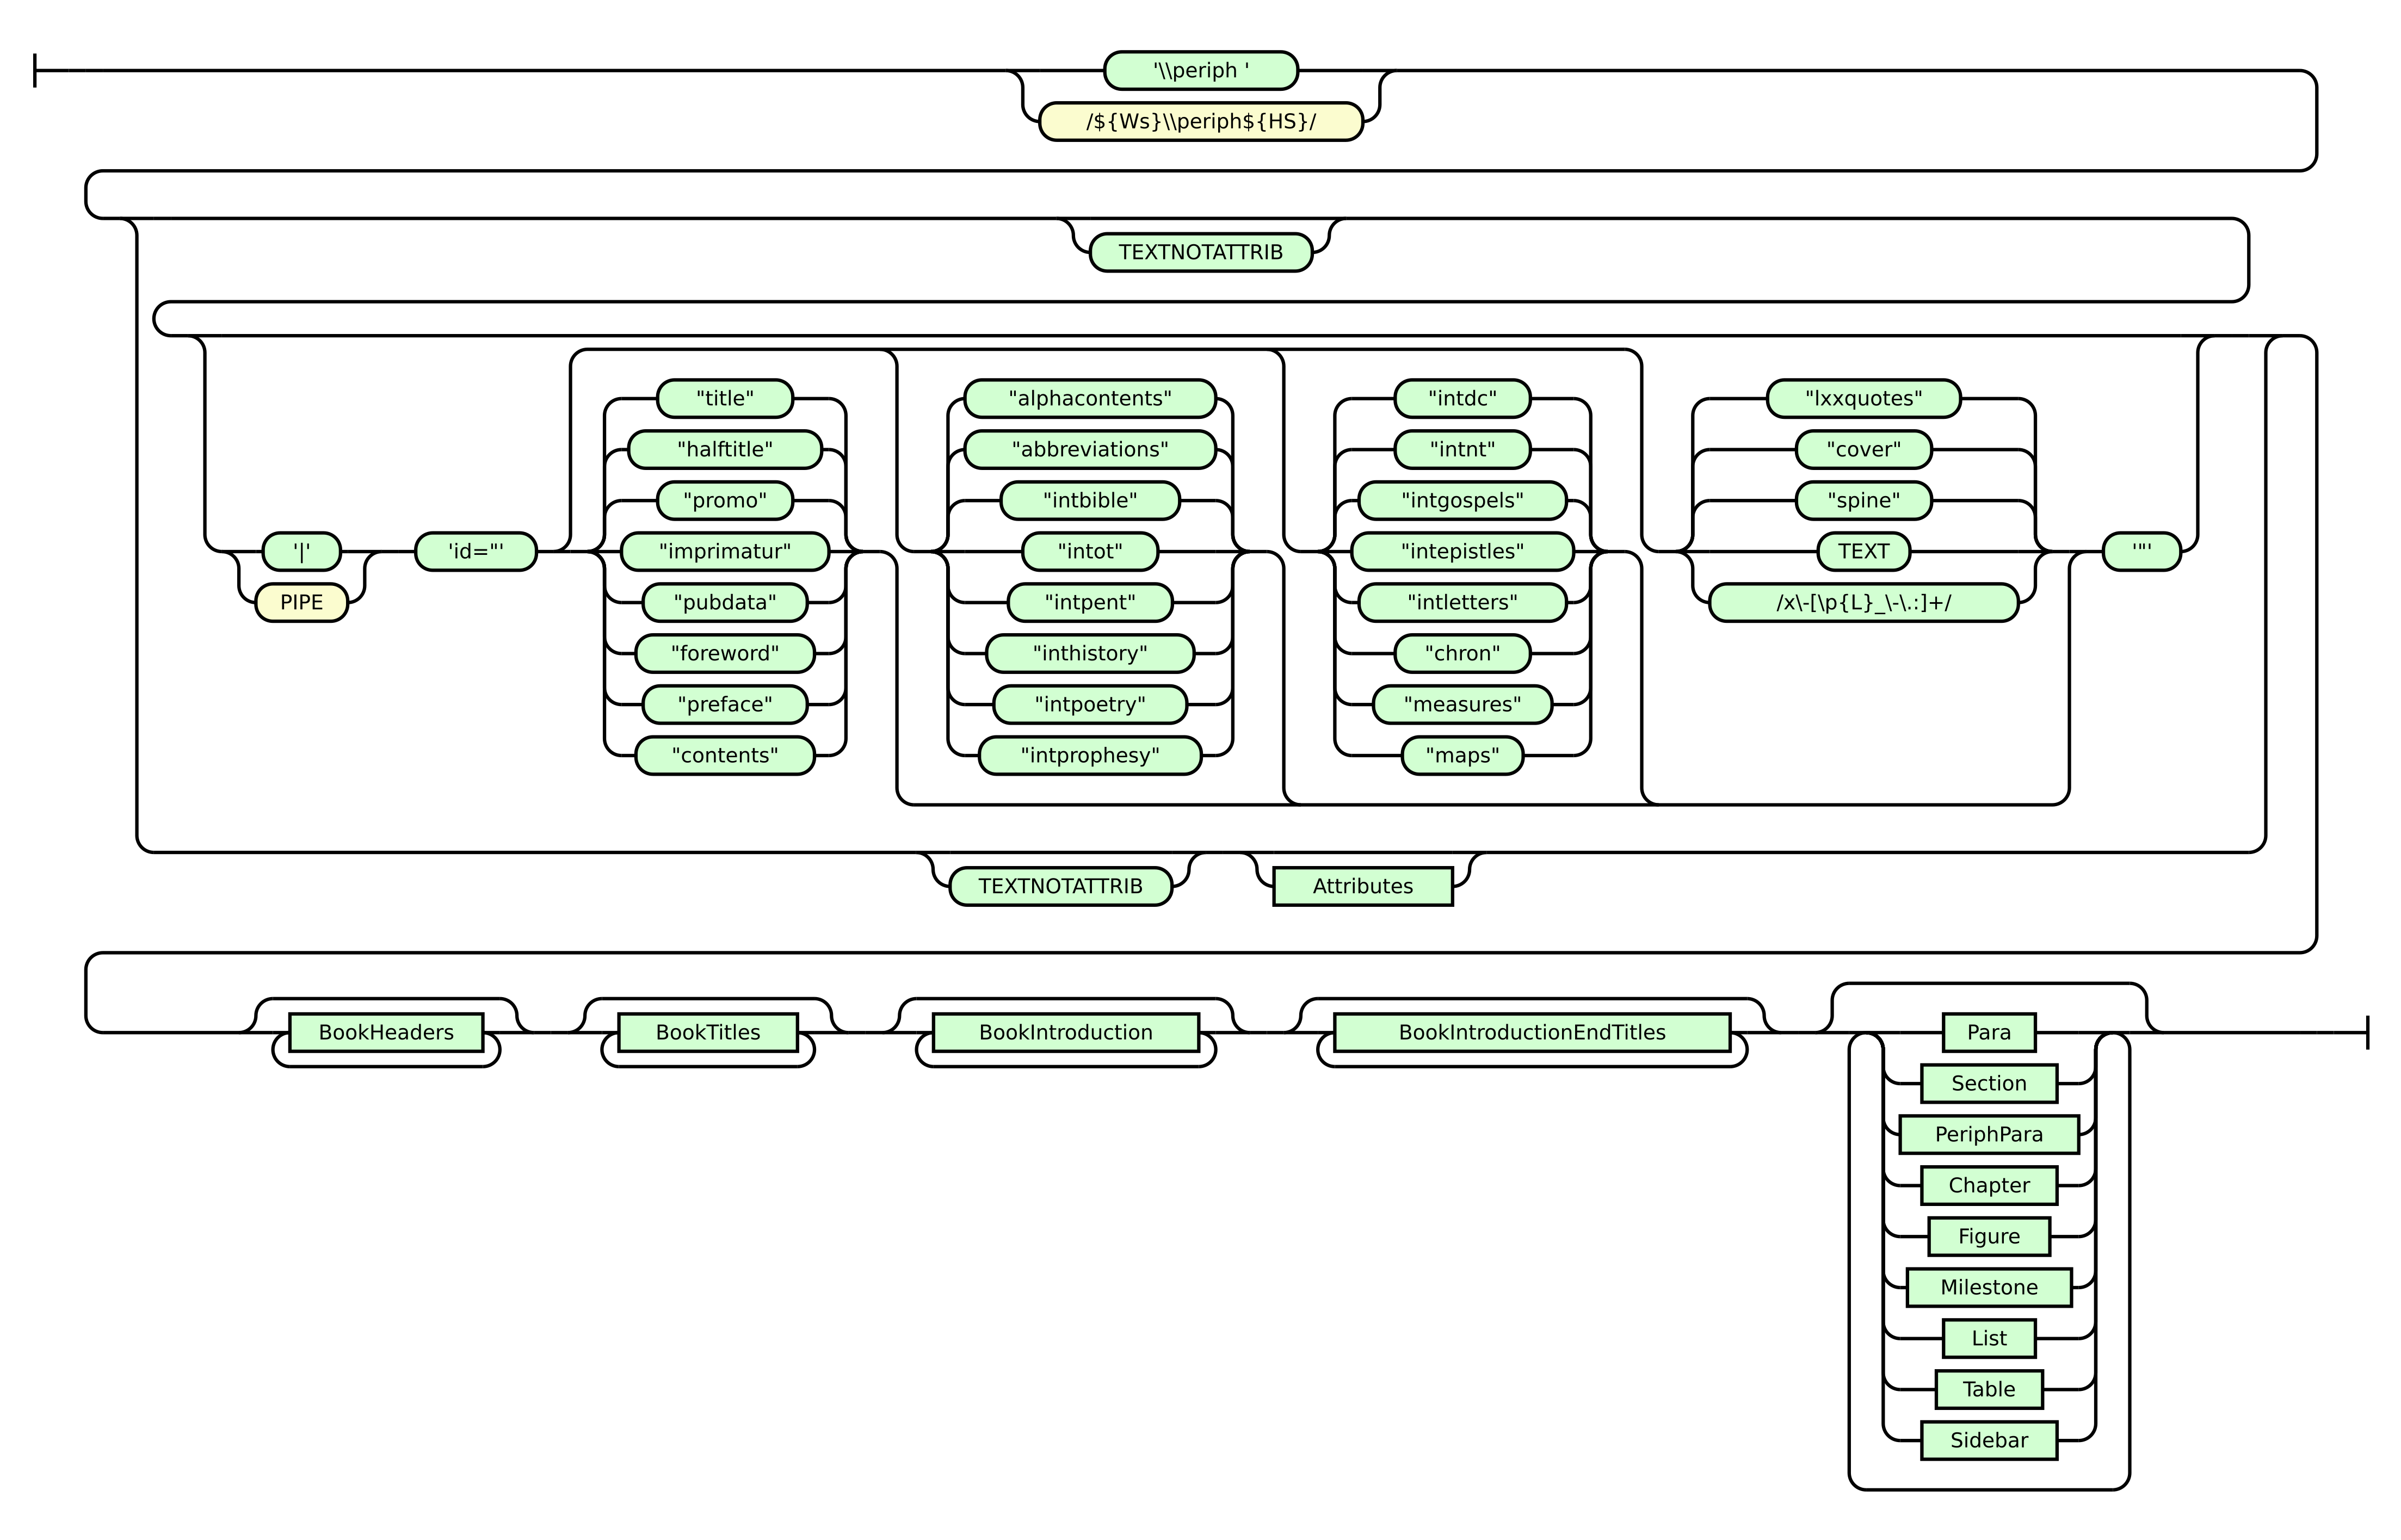 '\\periph '
/${Ws}\\periph${HS}/
TEXTNOTATTRIB
'|'
PIPE
'id="'
"title"
"halftitle"
"promo"
"imprimatur"
"pubdata"
"foreword"
"preface"
"contents"
"alphacontents"
"abbreviations"
"intbible"
"intot"
"intpent"
"inthistory"
"intpoetry"
"intprophesy"
"intdc"
"intnt"
"intgospels"
"intepistles"
"intletters"
"chron"
"measures"
"maps"
"lxxquotes"
"cover"
"spine"
TEXT
/x\-[\p{L}_\-\.:]+/
'"'
TEXTNOTATTRIB
Attributes
BookHeaders
BookTitles
BookIntroduction
BookIntroductionEndTitles
Para
Section
PeriphPara
Chapter
Figure
Milestone
List
Table
Sidebar